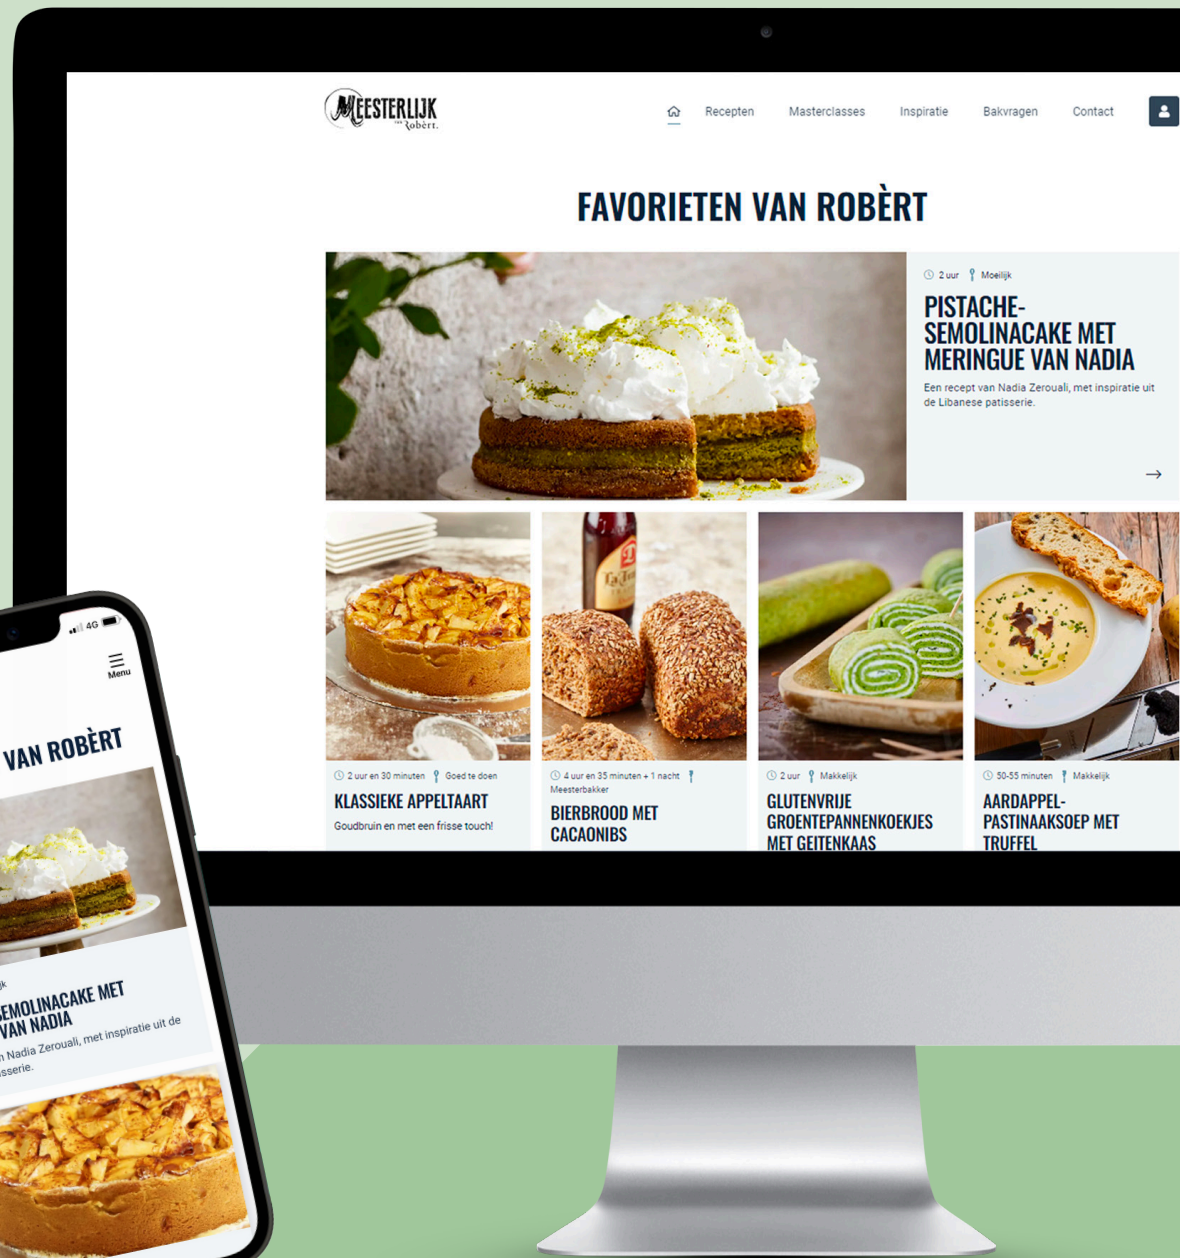 MEESTERLIJK
VAN Robèrt.
Recepten
Masterclasses
Inspiratie
Bakvragen
Contact
FAVORIETEN VAN ROBÈRT
2 uur Moeilijk
PISTACHE-
SEMOLINACAKE MET
MERINGUE VAN NADIA
Een recept van Nadia Zerouali, met inspiratie uit
de Libanese patisserie.
2 uur en 30 minuten Goed te doen
KLASSIEKE APPELTAART
Goudbruin en met een frisse touch!
4 uur en 35 minuten + 1 nacht
Meesterbakker
BIERBROOD MET
CACAONIBS
2 uur Makkelijk
GLUTENVRIJE
GROENTEPANNENKOEKJES
MET GEITENKAAS
50-55 minuten Makkelijk
AARDAPPEL-
PASTINAAKSOEP MET
TRUFFEL
4G
Menu
VAN ROBÈRT
jk
SEMOLINACAKE MET
VAN NADIA
n Nadia Zerouali, met inspiratie uit de
isserie.